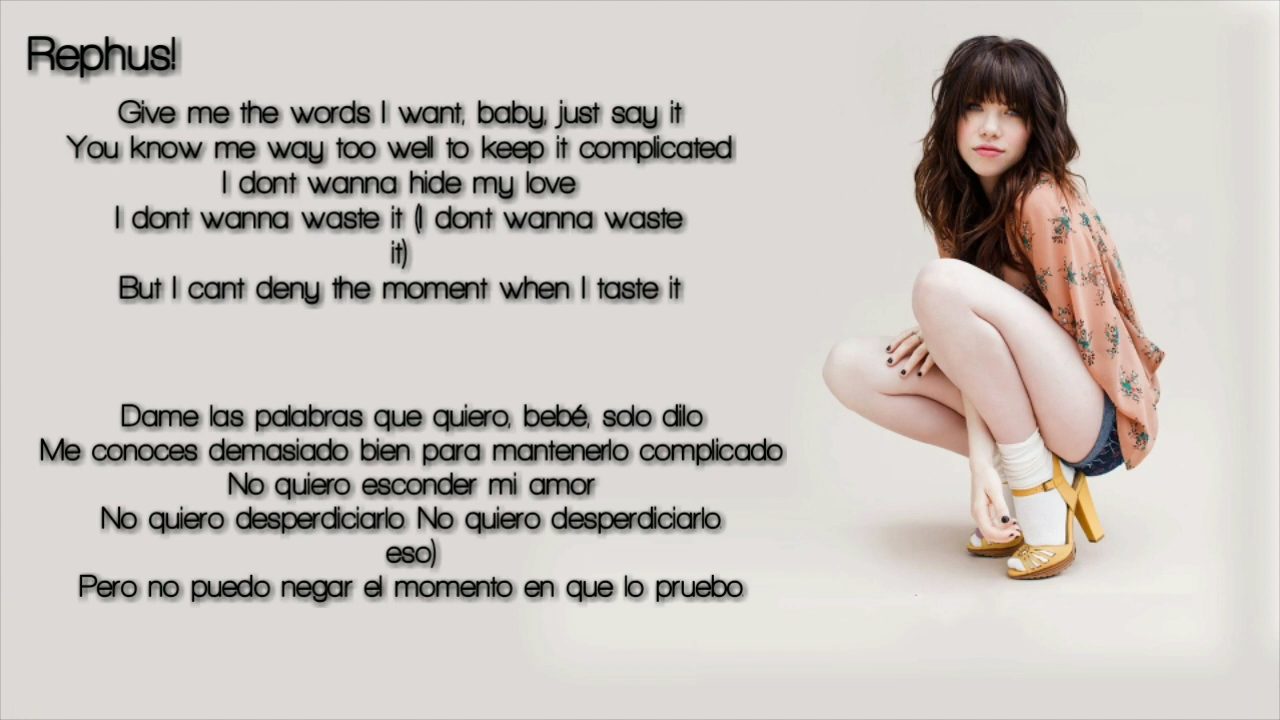 Rephus!
Give me the words I want, baby, just say it
You know me way too well to keep it complicated
I dont wanna hide my love
I dont wanna waste it (I dont wanna waste
it)
But I cant deny the moment when I taste it
Dame las palabras que quiero, bebé, solo dilo
Me conoces demasiado bien para mantenerlo complicado
No quiero esconder mi amor
No quiero desperdiciarlo No quiero desperdiciarlo
eso)
Pero no puedo negar el momento en que lo pruebo